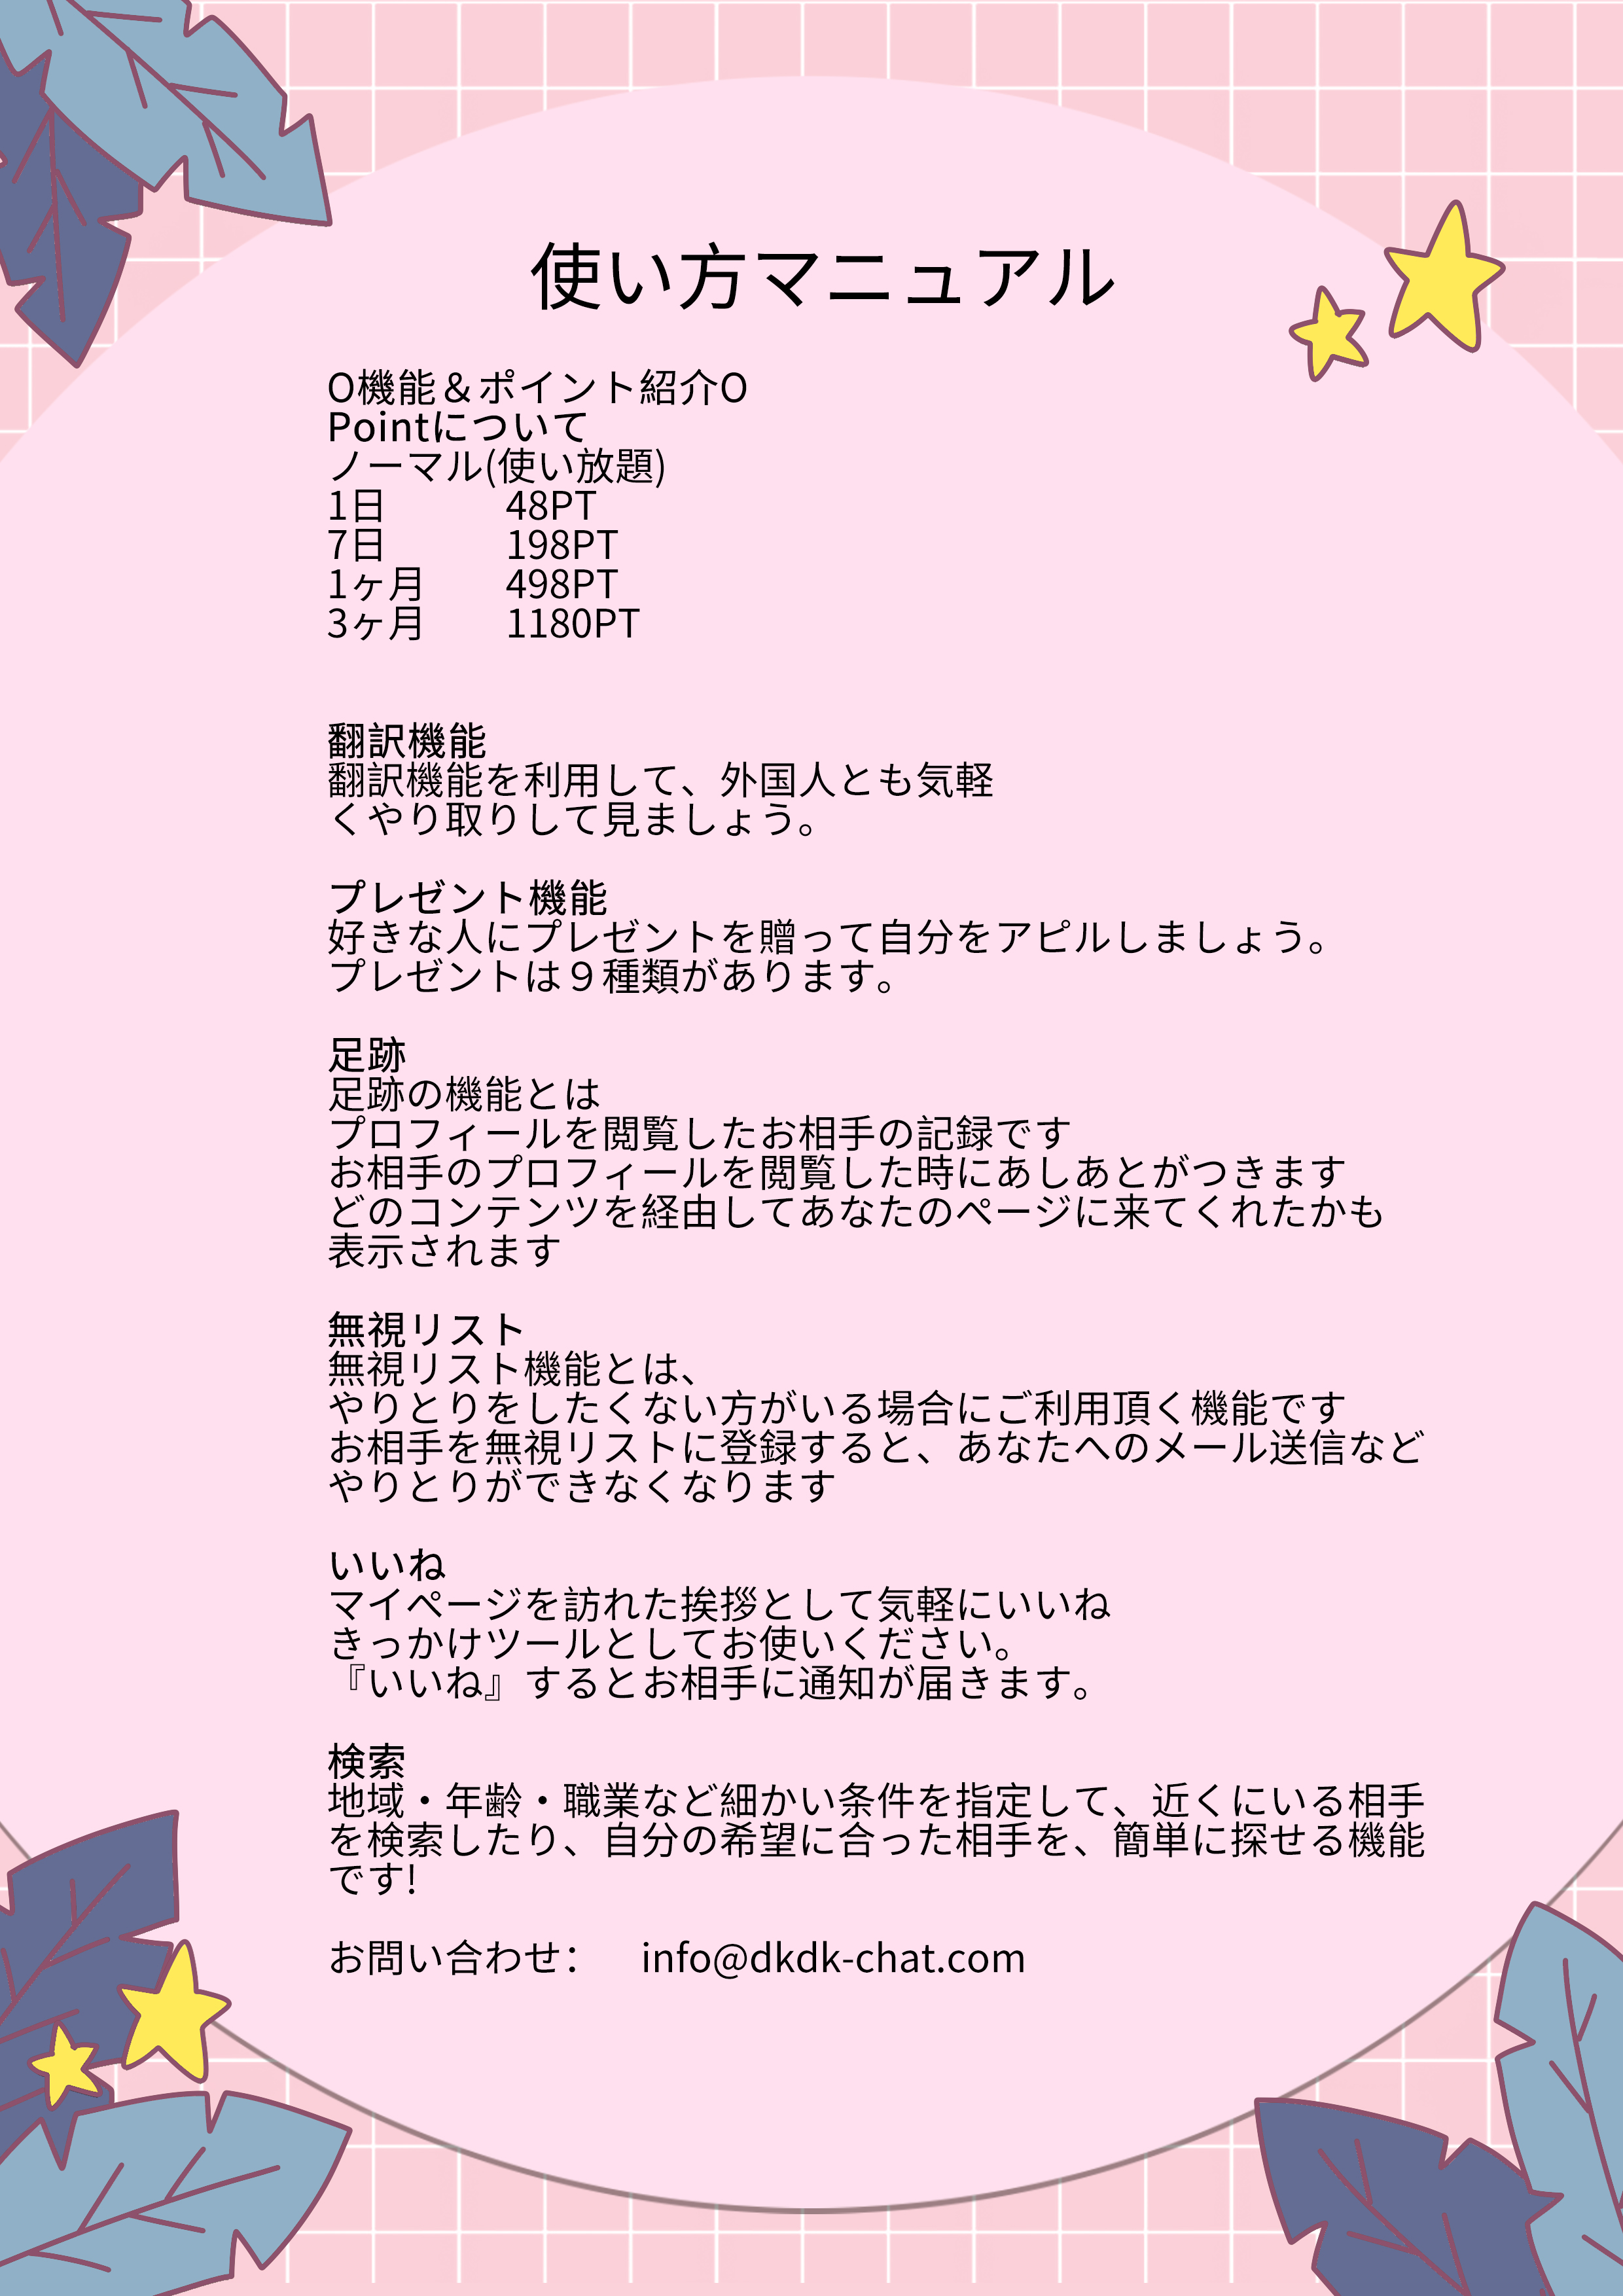 使い方マニュアル
O機能＆ポイント紹介O
Pointについて
ノーマル(使い放題)
1日 48PT
7日 198PT
1ヶ月 498PT
3ヶ月 1180PT
翻訳機能
翻訳機能を利用して、外国人とも気軽
くやり取りして見ましょう。
プレゼント機能
好きな人にプレゼントを贈って自分をアピルしましょう。
プレゼントは９種類があります。
足跡
足跡の機能とは
プロフィールを閲覧したお相手の記録です
お相手のプロフィールを閲覧した時にあしあとがつきます
どのコンテンツを経由してあなたのページに来てくれたかも
表示されます
無視リスト
無視リスト機能とは、
やりとりをしたくない方がいる場合にご利用頂く機能です
お相手を無視リストに登録すると、あなたへのメール送信など
やりとりができなくなります
いいね
マイページを訪れた挨拶として気軽にいいね
きっかけツールとしてお使いください。
『いいね』するとお相手に通知が届きます。
検索
地域・年齢・職業など細かい条件を指定して、近くにいる相手
を検索したり、自分の希望に合った相手を、簡単に探せる機能
です!
お問い合わせ： info@dkdk-chat.com